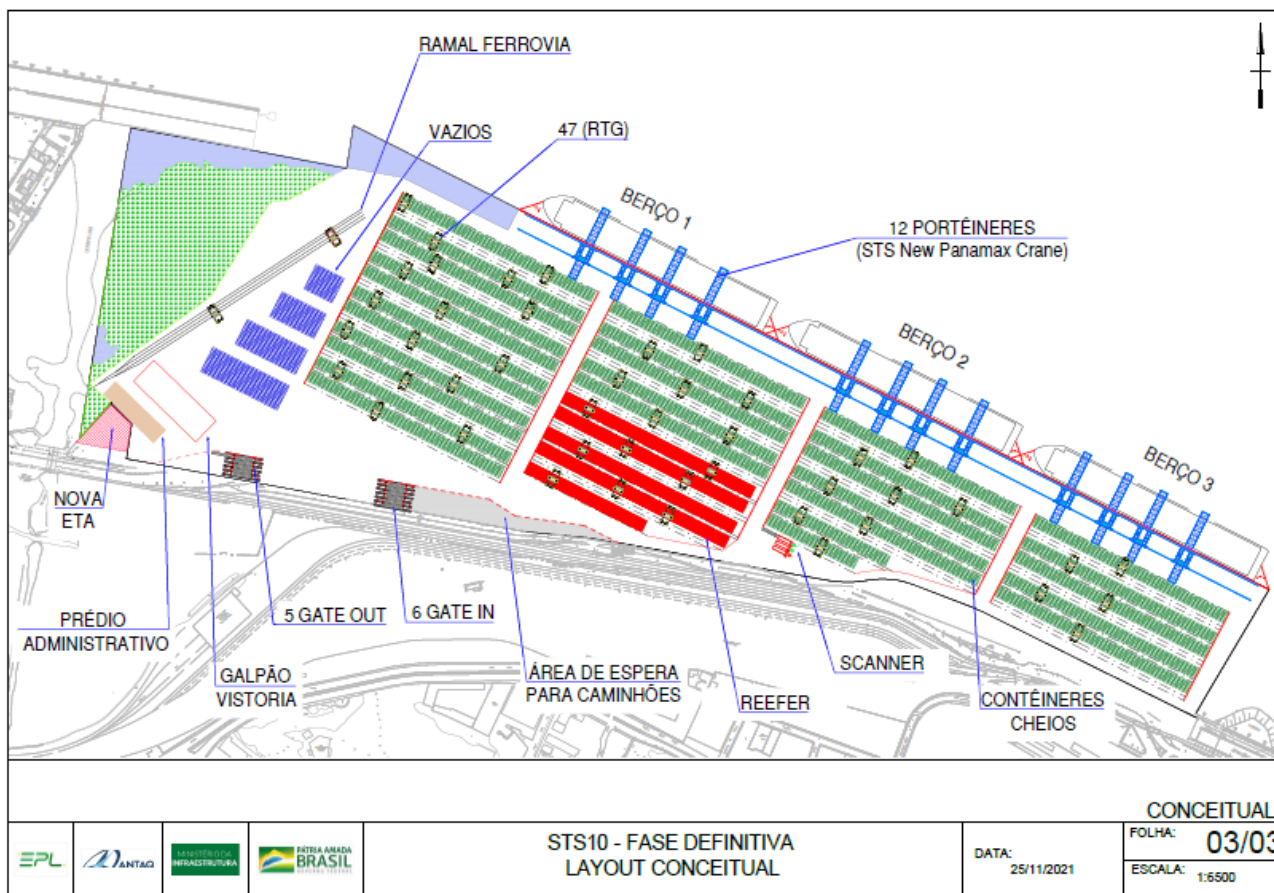 RAMAL FERROVIA
VAZIOS
47 (RTG)
BERÇO 1
12 PORTÊINERES
(STS New Panamax Crane)
BERÇO 2
BERÇO 3
NOVA
ETA
PRÉDIO
ADMINISTRATIVO
5 GATE OUT
6 GATE IN
GALPÃO
VISTORIA
ÁREA DE ESPERA
PARA CAMINHÕES
REEFER
SCANNER
CONTÊINERES
CHEIOS
CONCEITUAL
EPL
ANTAQ
MINISTÉRIO DA
INFRAESTRUTURA
PÁTRIA AMADA
BRASIL
GOVERNO FEDERAL
STS10 - FASE DEFINITIVA
LAYOUT CONCEITUAL
DATA:
25/11/2021
FOLHA: 03/03
ESCALA: 1:6500